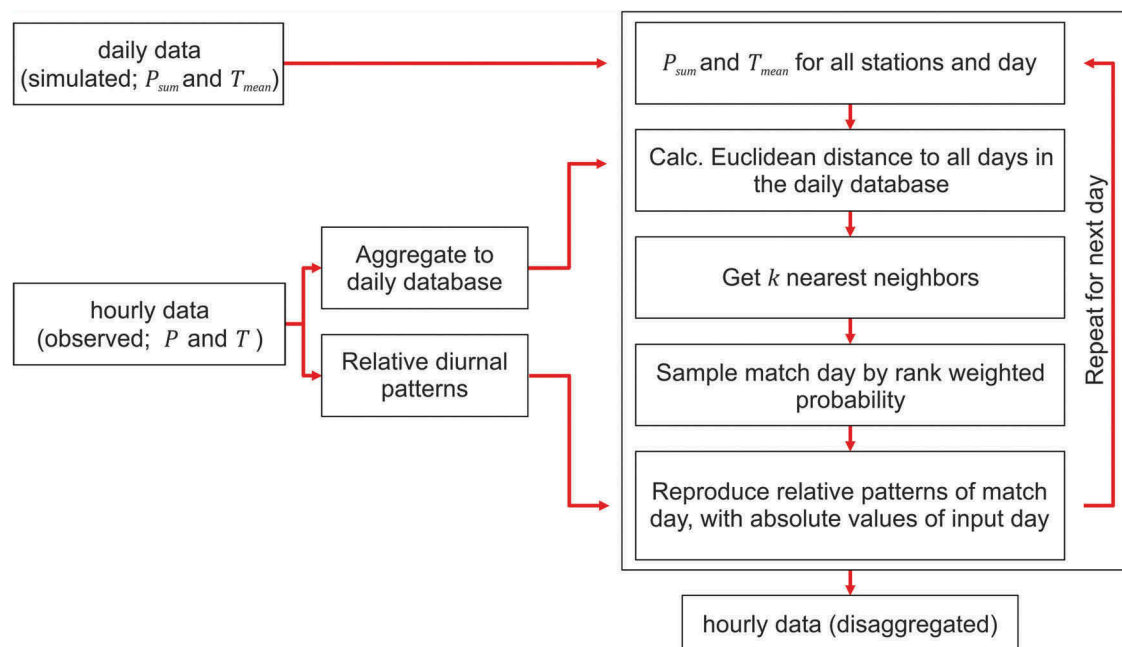 daily data
(simulated; P_sum and T_mean)
hourly data
(observed; P and T )
Aggregate to
daily database
Relative diurnal
patterns
P_sum and T_mean for all stations and day
Calc. Euclidean distance to all days in
the daily database
Get k nearest neighbors
Sample match day by rank weighted
probability
Reproduce relative patterns of match
day, with absolute values of input day
Repeat for next day
hourly data (disaggregated)